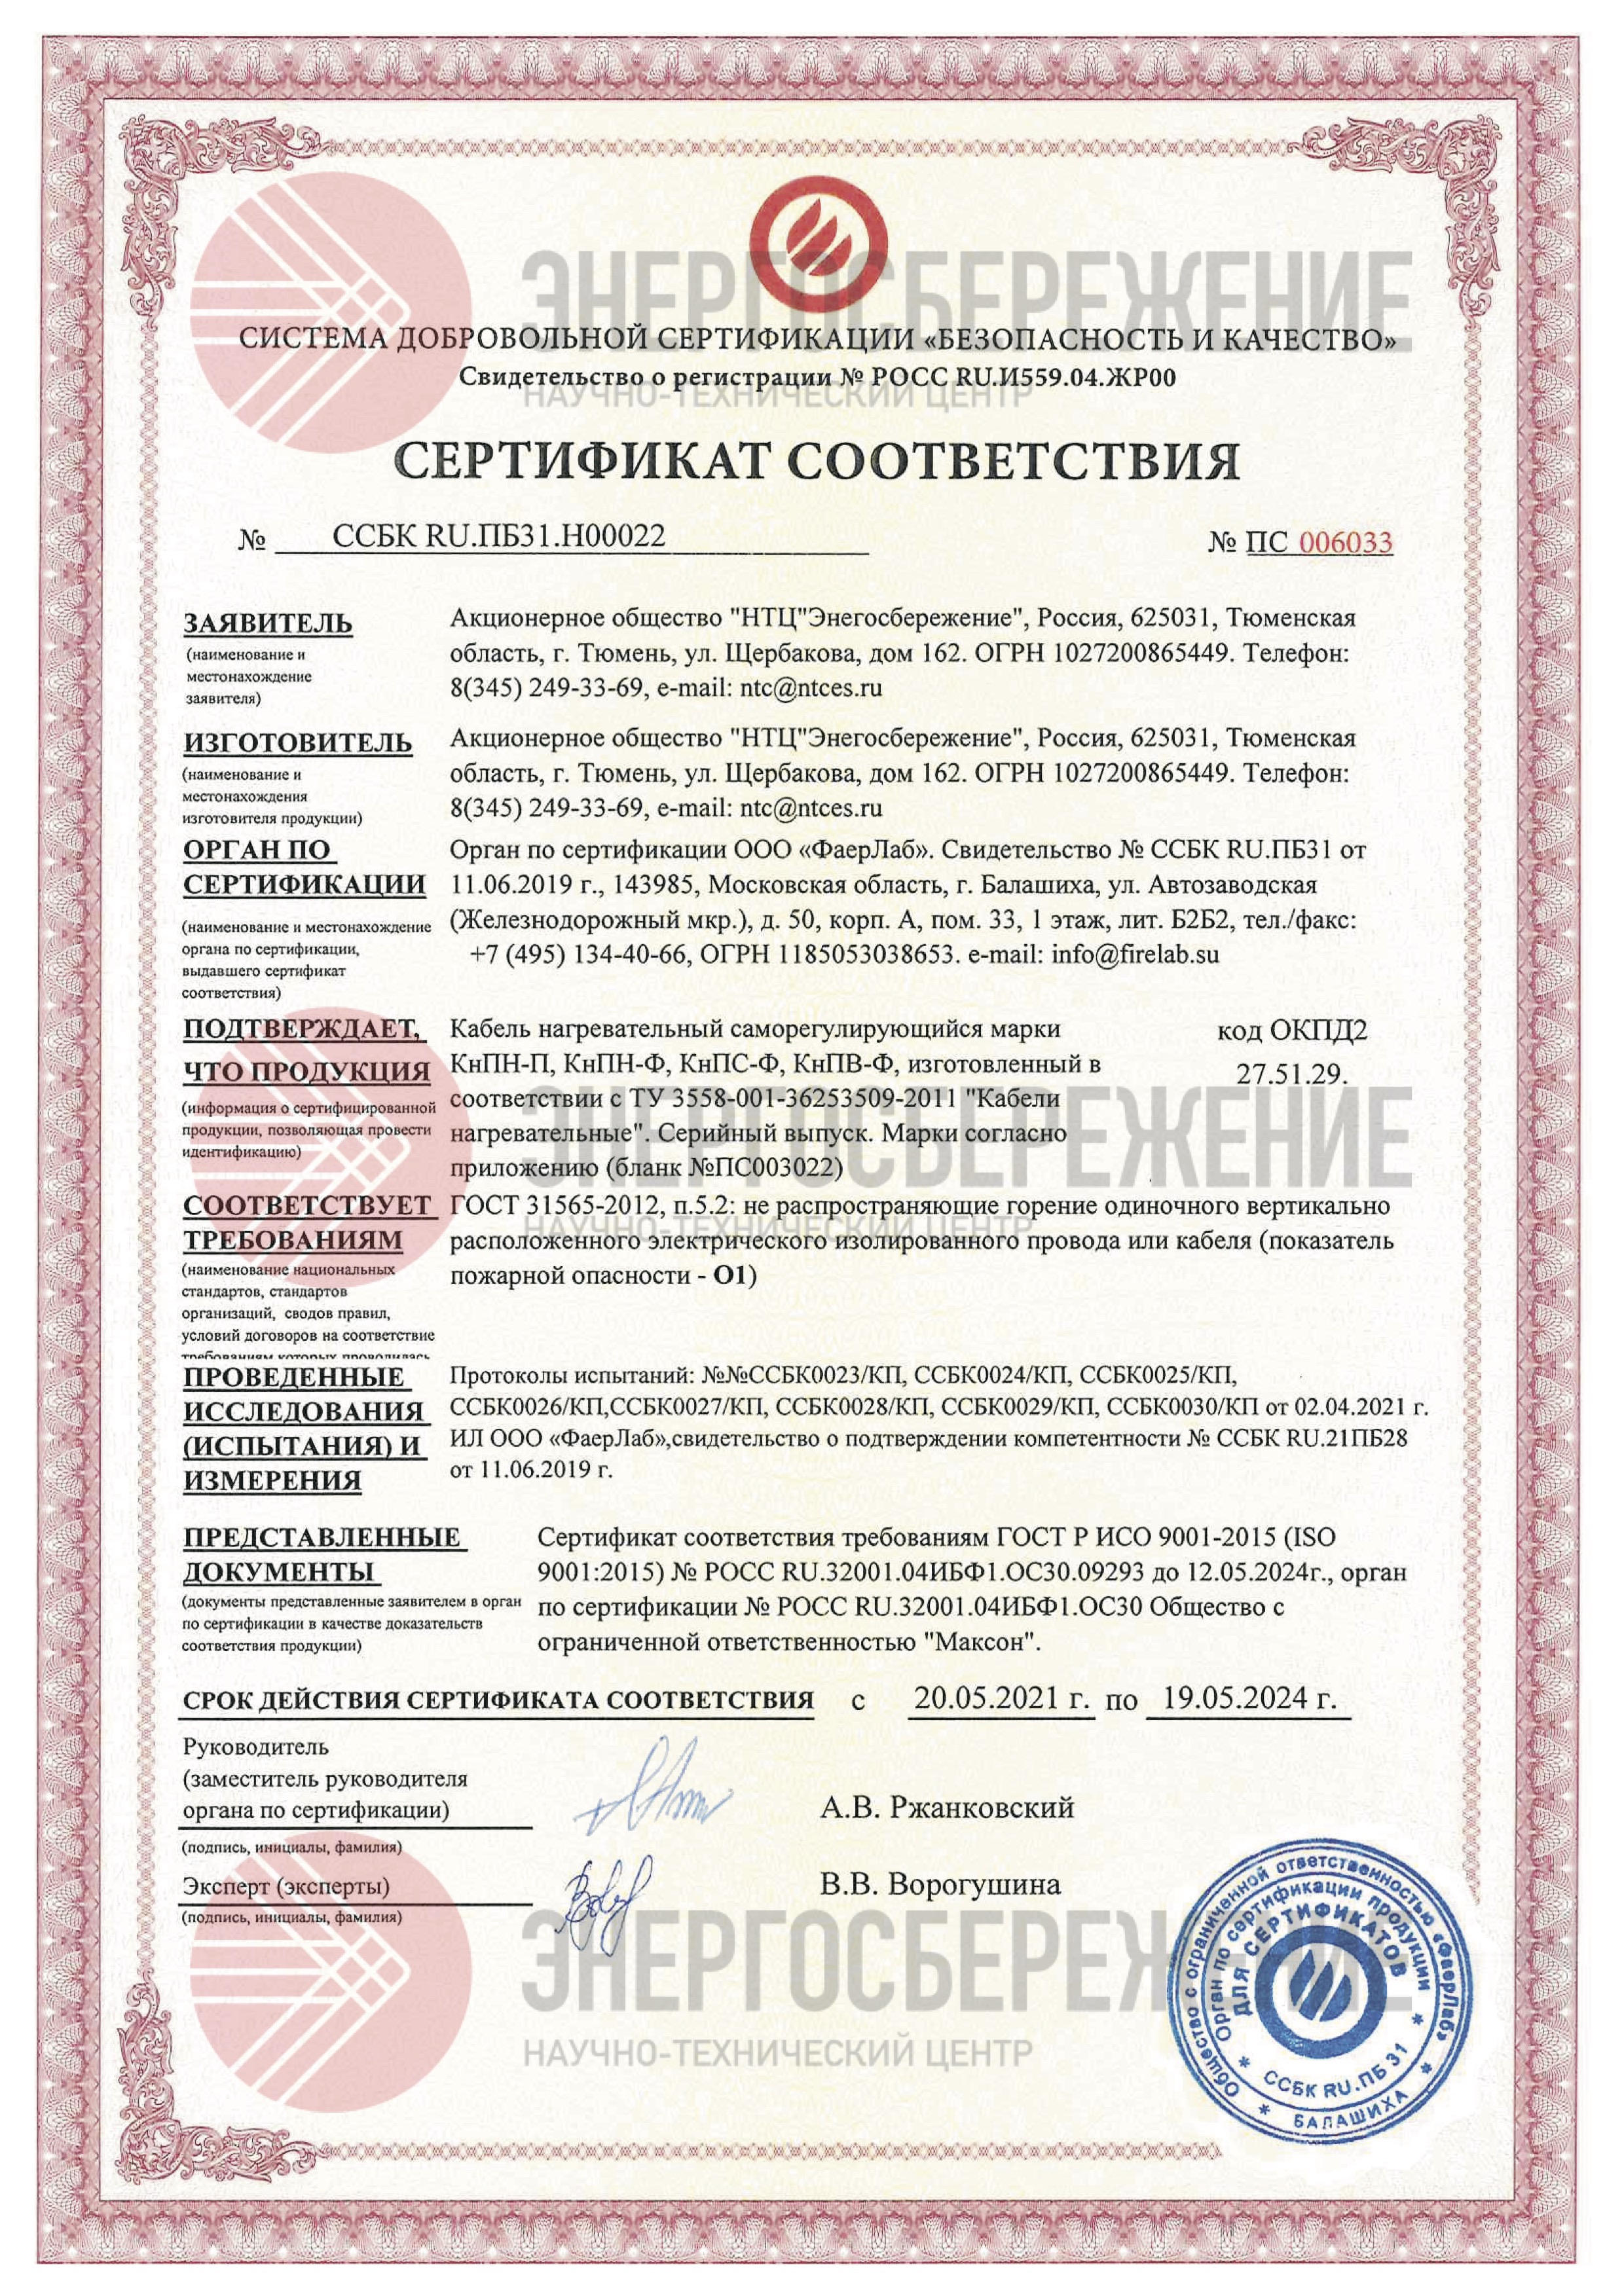 ЭНЕРГОСБЕРЕЖЕНИЕ
НАУЧНО-ТЕХНИЧЕСКИЙ ЦЕНТР
СИСТЕМА ДОБРОВОЛЬНОЙ СЕРТИФИКАЦИИ «БЕЗОПАСНОСТЬ И КАЧЕСТВО»
Свидетельство о регистрации № РОСС RU.И559.04.ЖР00
СЕРТИФИКАТ СООТВЕТСТВИЯ
№ ССБК RU.ПБ31.Н00022
№ ПС 006033
ЗАЯВИТЕЛЬ
(наименование и
местонахождение
заявителя)
Акционерное общество "НТЦ"Энегосбережение", Россия, 625031, Тюменская
область, г. Тюмень, ул. Щербакова, дом 162. ОГРН 1027200865449. Телефон:
8(345) 249-33-69, e-mail: ntc@ntces.ru
ИЗГОТОВИТЕЛЬ
(наименование и
местонахождения
изготовителя продукции)
Акционерное общество "НТЦ"Энегосбережение", Россия, 625031, Тюменская
область, г. Тюмень, ул. Щербакова, дом 162. ОГРН 1027200865449. Телефон:
8(345) 249-33-69, e-mail: ntc@ntces.ru
ОРГАН ПО
СЕРТИФИКАЦИИ
(наименование и местонахождение
органа по сертификации,
выдавшего сертификат
соответствия)
Орган по сертификации ООО «ФаерЛаб». Свидетельство № ССБК RU.ПБ31 от
11.06.2019 г., 143985, Московская область, г. Балашиха, ул. Автозаводская
(Железнодорожный мкр.), д. 50, корп. А, пом. 33, 1 этаж, лит. Б2Б2, тел./факс:
+7 (495) 134-40-66, ОГРН 1185053038653. e-mail: info@firelab.su
ПОДТВЕРЖДАЕТ,
ЧТО ПРОДУКЦИЯ
(информация о сертифицированной
продукции, позволяющая провести
идентификацию)
Кабель нагревательный саморегулирующийся марки
КнПН-П, КнПН-Ф, КнПС-Ф, КнПВ-Ф, изготовленный в
соответствии с ТУ 3558-001-36253509-2011 "Кабели
нагревательные". Серийный выпуск. Марки согласно
приложению (бланк №ПС003022)
код ОКПД2
27.51.29.
ЭНЕРГОСБЕРЕЖЕНИЕ
НАУЧНО-ТЕХНИЧЕСКИЙ ЦЕНТР
СООТВЕТСТВУЕТ
ТРЕБОВАНИЯМ
(наименование национальных
стандартов, стандартов
организаций, сводов правил,
условий договоров на соответствие
требованиям которых проводилась
ГОСТ 31565-2012, п.5.2: не распространяющие горение одиночного вертикально
расположенного электрического изолированного провода или кабеля (показатель
пожарной опасности - О1)
ПРОВЕДЕННЫЕ
ИССЛЕДОВАНИЯ
(ИСПЫТАНИЯ) И
ИЗМЕРЕНИЯ
Протоколы испытаний: №№ССБК0023/КП, ССБК0024/КП, ССБК0025/КП,
ССБК0026/КП,ССБК0027/КП, ССБК0028/КП, ССБК0029/КП, ССБК0030/КП от 02.04.2021 г.
ИЛ ООО «ФаерЛаб»,свидетельство о подтверждении компетентности № ССБК RU.21ПБ28
от 11.06.2019 г.
ПРЕДСТАВЛЕННЫЕ
ДОКУМЕНТЫ
(документы представленные заявителем в орган
по сертификации в качестве доказательств
соответствия продукции)
Сертификат соответствия требованиям ГОСТ Р ИСО 9001-2015 (ISO
9001:2015) № РОСС RU.32001.04ИБФ1.ОС30.09293 до 12.05.2024г., орган
по сертификации № РОСС RU.32001.04ИБФ1.ОС30 Общество с
ограниченной ответственностью "Максон".
СРОК ДЕЙСТВИЯ СЕРТИФИКАТА СООТВЕТСТВИЯ с 20.05.2021 г. по 19.05.2024 г.
Руководитель
(заместитель руководителя
органа по сертификации)
(подпись, инициалы, фамилия)
А.В. Ржанковский
Эксперт (эксперты)
(подпись, инициалы, фамилия)
В.В. Ворогушина
ЭНЕРГОСБЕРЕЖЕНИЕ
НАУЧНО-ТЕХНИЧЕСКИЙ ЦЕНТР
Общество с ограниченной ответственностью «ФаерЛаб»
Орган по сертификации продукции
ДЛЯ СЕРТИФИКАТОВ
* ССБК RU.ПБ 31 *
* БАЛАШИХА *